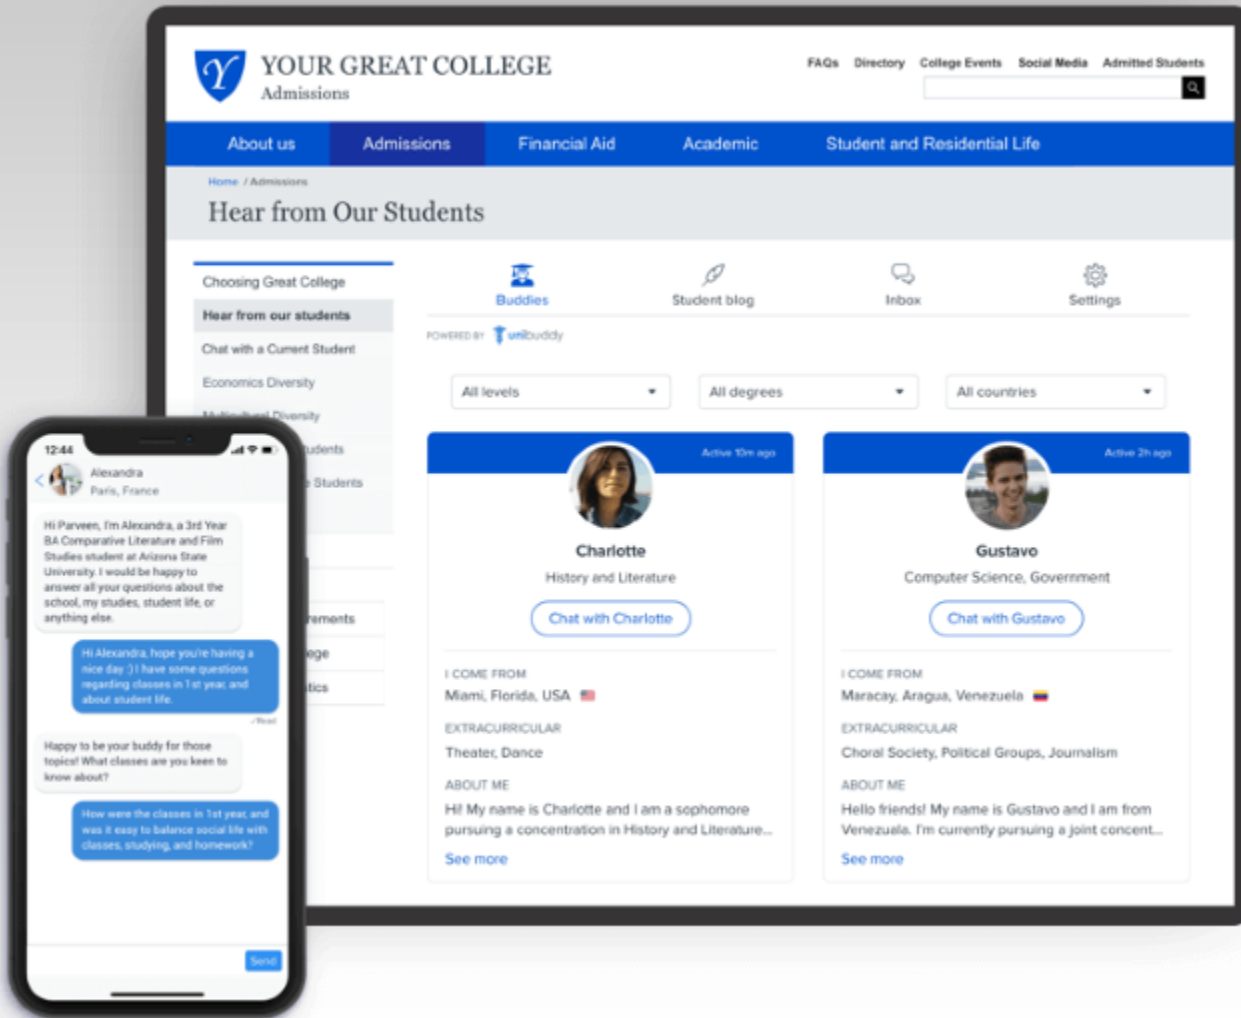 Y
YOUR GREAT COLLEGE
Admissions
FAQs Directory College Events Social Media Admitted Students
About us Admissions Financial Aid Academic Student and Residential Life
Home / Admissions
Hear from Our Students
Choosing Great College
Hear from our students
Chat with a Current Student
Economics Diversity
Multicultural Diversity
tudents
e Students
rements
ege
tics
Buddies Student blog Inbox Settings
POWERED BY unibuddy
All levels All degrees All countries
Active 10m ago
Charlotte
History and Literature
Chat with Charlotte
I COME FROM
Miami, Florida, USA
EXTRACURRICULAR
Theater, Dance
ABOUT ME
Hi! My name is Charlotte and I am a sophomore
pursuing a concentration in History and Literature...
See more
Active 2h ago
Gustavo
Computer Science, Government
Chat with Gustavo
I COME FROM
Maracay, Aragua, Venezuela
EXTRACURRICULAR
Choral Society, Political Groups, Journalism
ABOUT ME
Hello friends! My name is Gustavo and I am from
Venezuala. I'm currently pursuing a joint concent...
See more
12:44
Alexandra
Paris, France
Hi Parveen, I'm Alexandra, a 3rd Year
BA Comparative Literature and Film
Studies student at Arizona State
University. I would be happy to
answer all your questions about the
school, my studies, student life, or
anything else.
Hi Alexandra, hope you're having a
nice day :) I have some questions
regarding classes in 1st year, and
about student life.
✓Read
Happy to be your buddy for those
topics! What classes are you keen to
know about?
How were the classes in 1st year, and
was it easy to balance social life with
classes, studying, and homework?
Send